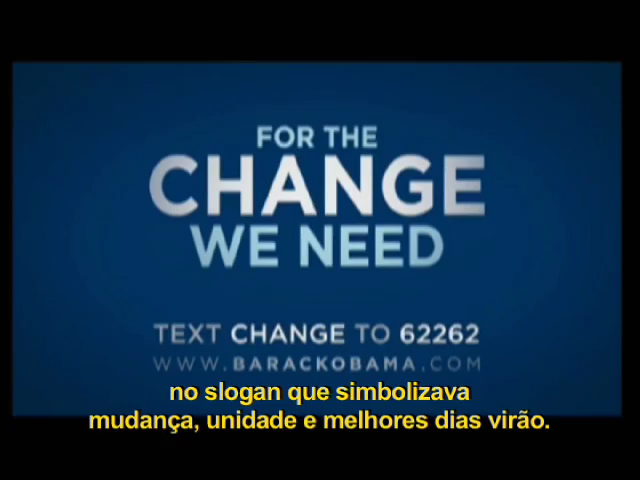 FOR THE
CHANGE
WE NEED
TEXT CHANGE TO 62262
WWW.BARACKOBAMA.COM
no slogan que simbolizava
mudança, unidade e melhores dias virão.